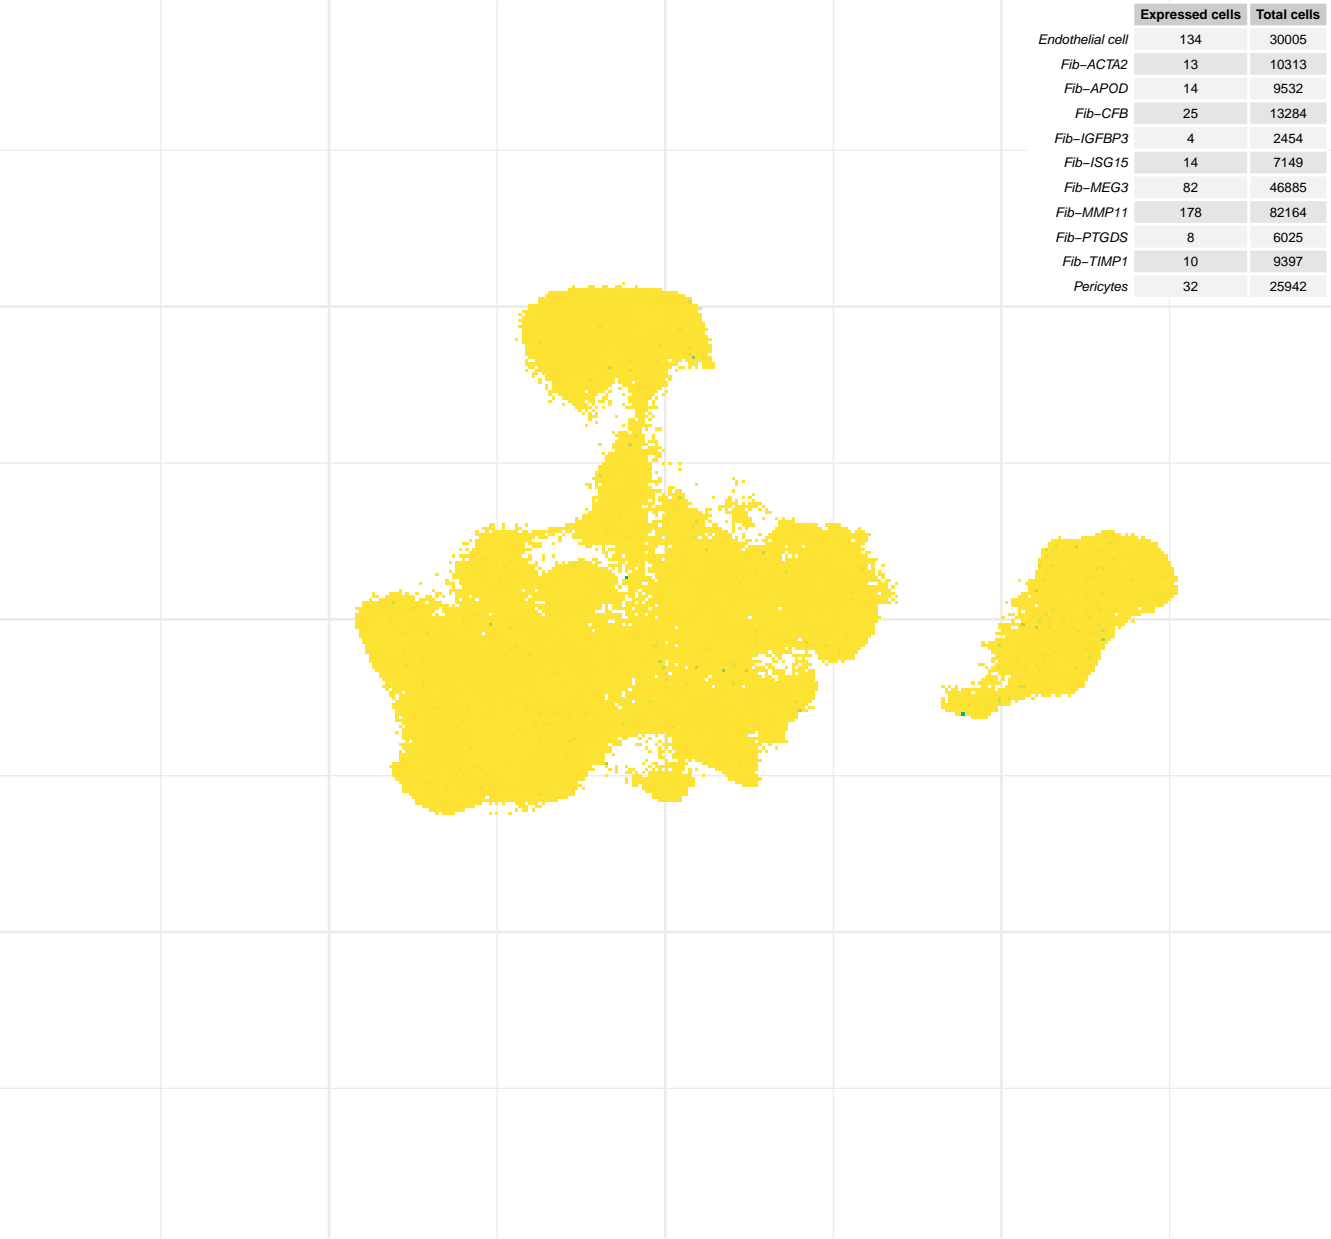 Expressed cells Total cells
Endothelial cell 134 30005
Fib−ACTA2 13 10313
Fib−APOD 14 9532
Fib−CFB 25 13284
Fib−IGFBP3 4 2454
Fib−ISG15 14 7149
Fib−MEG3 82 46885
Fib−MMP11 178 82164
Fib−PTGDS 8 6025
Fib−TIMP1 10 9397
Pericytes 32 25942